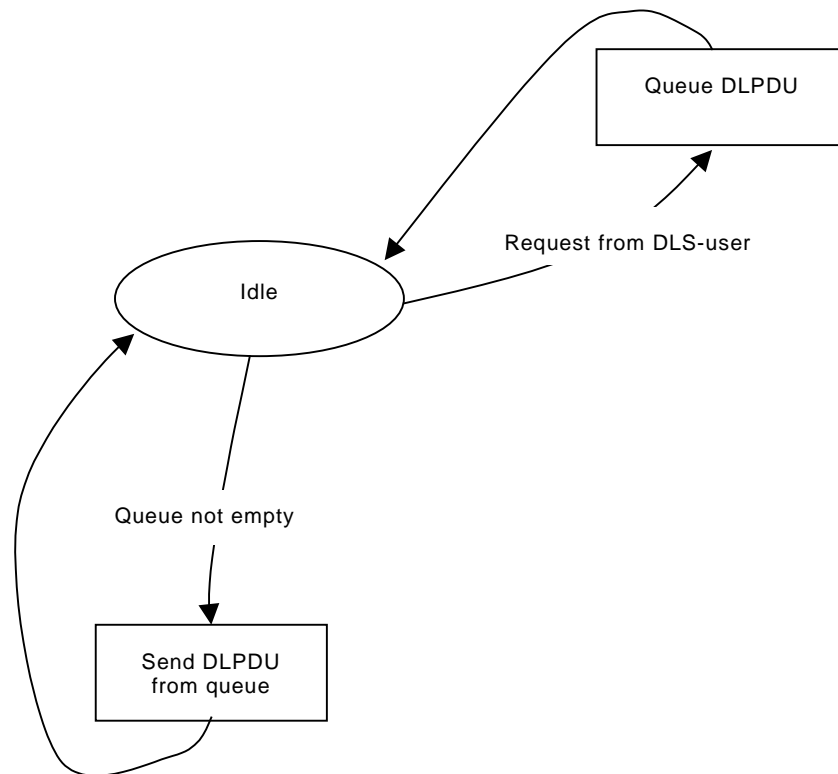 Queue DLPDU
Request from DLS-user
Idle
Queue not empty
Send DLPDU
from queue